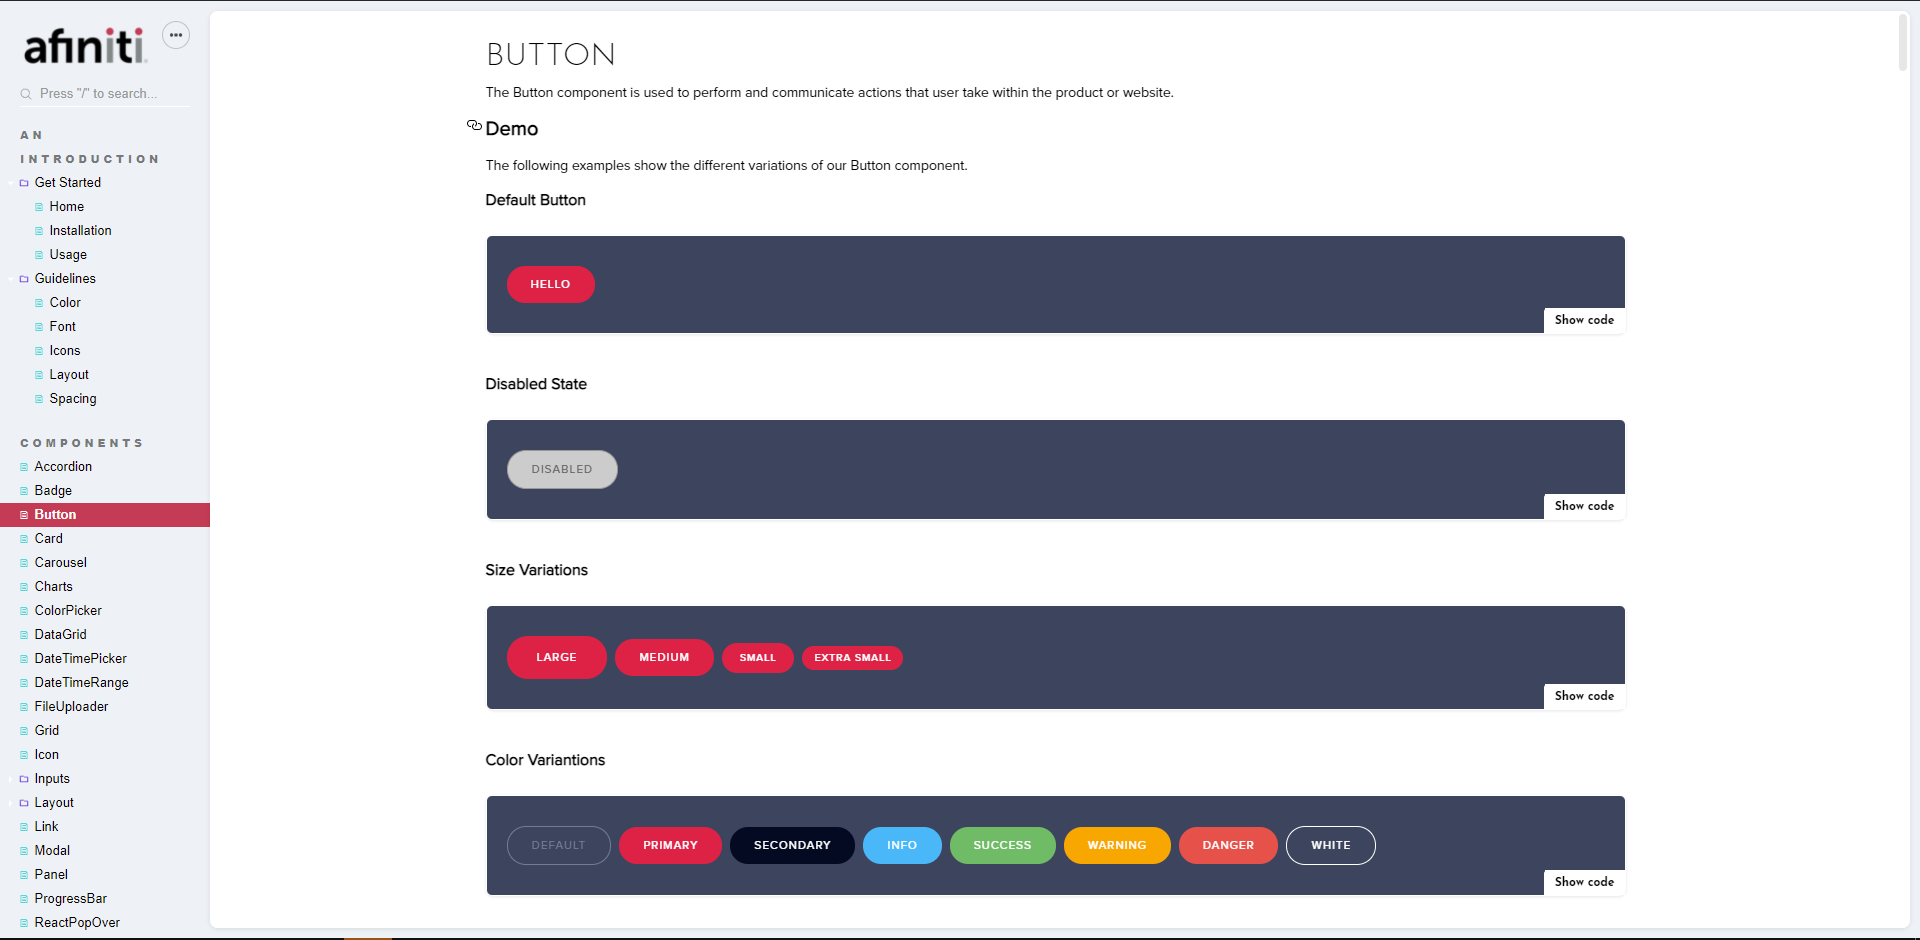 afiniti
Press "/" to search...
AN
INTRODUCTION
Get Started
Home
Installation
Usage
Guidelines
Color
Font
Icons
Layout
Spacing
COMPONENTS
Accordion
Badge
Button
Card
Carousel
Charts
ColorPicker
DataGrid
DateTimePicker
DateTimeRange
FileUploader
Grid
Icon
Inputs
Layout
Link
Modal
Panel
ProgressBar
ReactPopOver
BUTTON
The Button component is used to perform and communicate actions that user take within the product or website.
Demo
The following examples show the different variations of our Button component.
Default Button
HELLO
Show code
Disabled State
DISABLED
Show code
Size Variations
LARGE MEDIUM SMALL EXTRA SMALL
Show code
Color Variantions
DEFAULT PRIMARY SECONDARY INFO SUCCESS WARNING DANGER WHITE
Show code